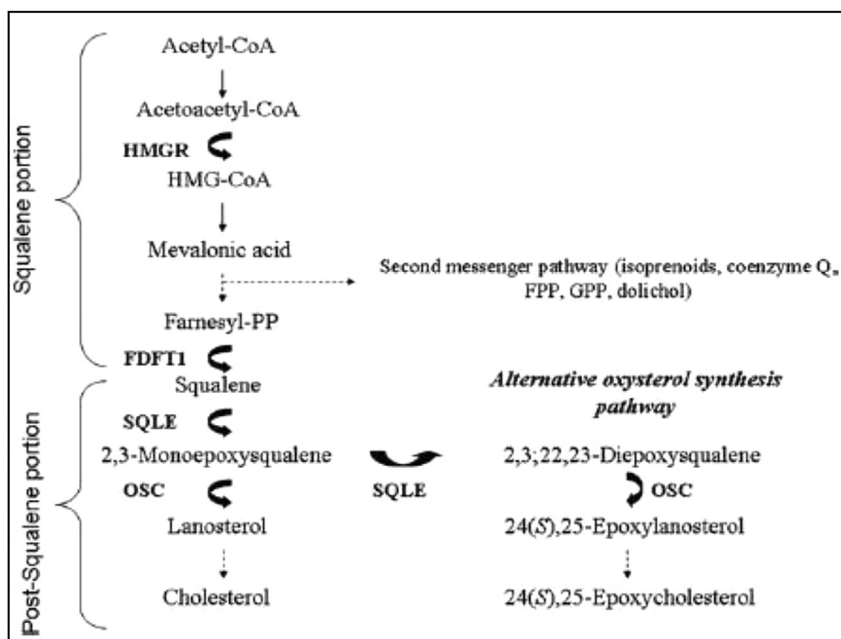 Squalene portion
Acetyl-CoA
Acetoacetyl-CoA
HMGR
HMG-CoA
Mevalonic acid
Second messenger pathway (isoprenoids, coenzyme Q,,
FPP, GPP, dolichol)
Farnesyl-PP
FDFT1
Post-Squalene portion
Squalene
Alternative oxysterol synthesis
pathway
SQLE
2,3-Monoepoxysqualene
SQLE
2,3;22,23-Diepoxysqualene
OSC
OSC
Lanosterol
24(S),25-Epoxylanosterol
Cholesterol
24(S),25-Epoxycholesterol